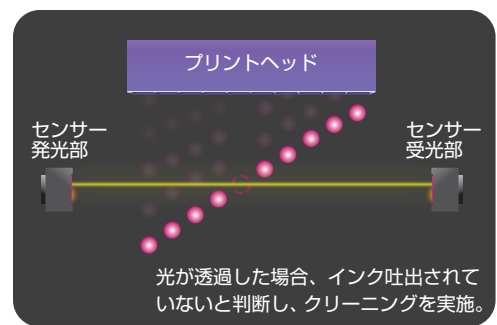 プリントヘッド
センサー
発光部
センサー
受光部
光が透過した場合、インク吐出されて
いないと判断し、クリーニングを実施。